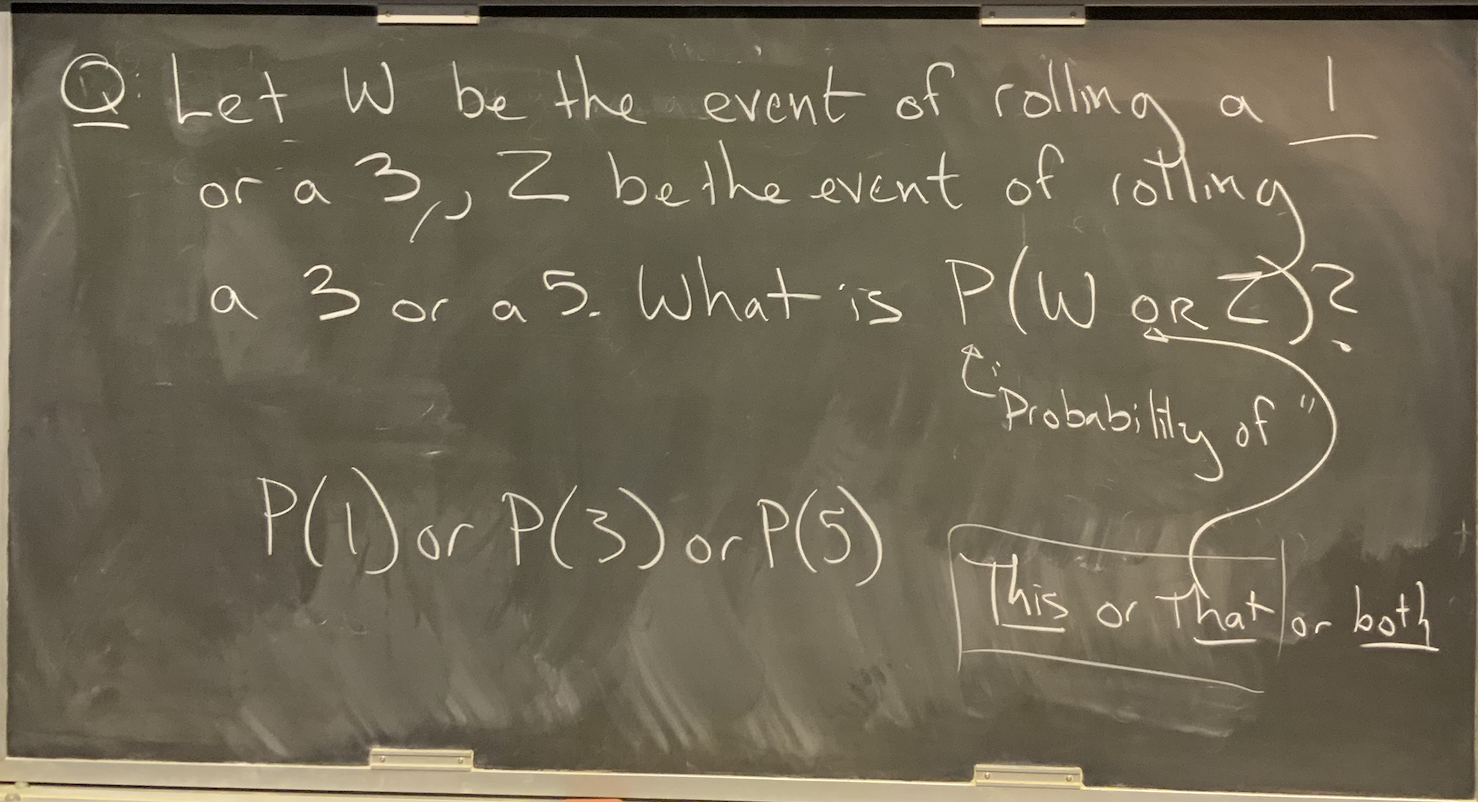 Q: Let W be the event of rolling a 1
or a 3, Z be the event of rolling
a 3 or a 5. What is P(W OR Z)?
"Probability of"
P(1) or P(3) or P(5)
This or That or both